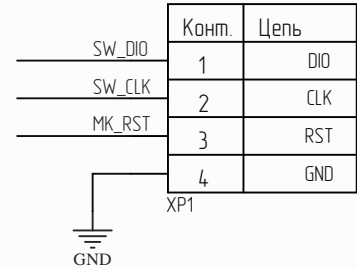 Конт. Цепь
SW_DIO 1 DIO
SW_CLK 2 CLK
MK_RST 3 RST
4 GND
XP1
GND